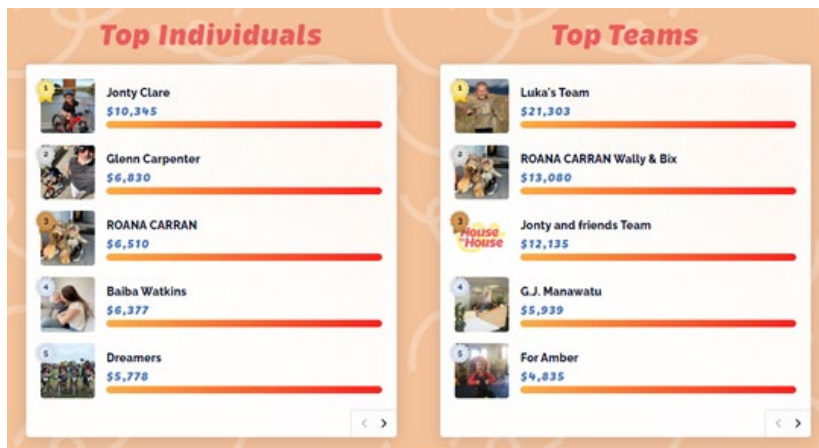 Top Individuals
1
Jonty Clare
$10,345
2
Glenn Carpenter
$6,830
3
ROANA CARRAN
$6,510
4
Baiba Watkins
$6,377
5
Dreamers
$5,778
Top Teams
1
Luka's Team
$21,303
2
ROANA CARRAN Wally & Bix
$13,080
3
House
to House
Jonty and friends Team
$12,135
4
G.J. Manawatu
$5,939
5
For Amber
$4,835